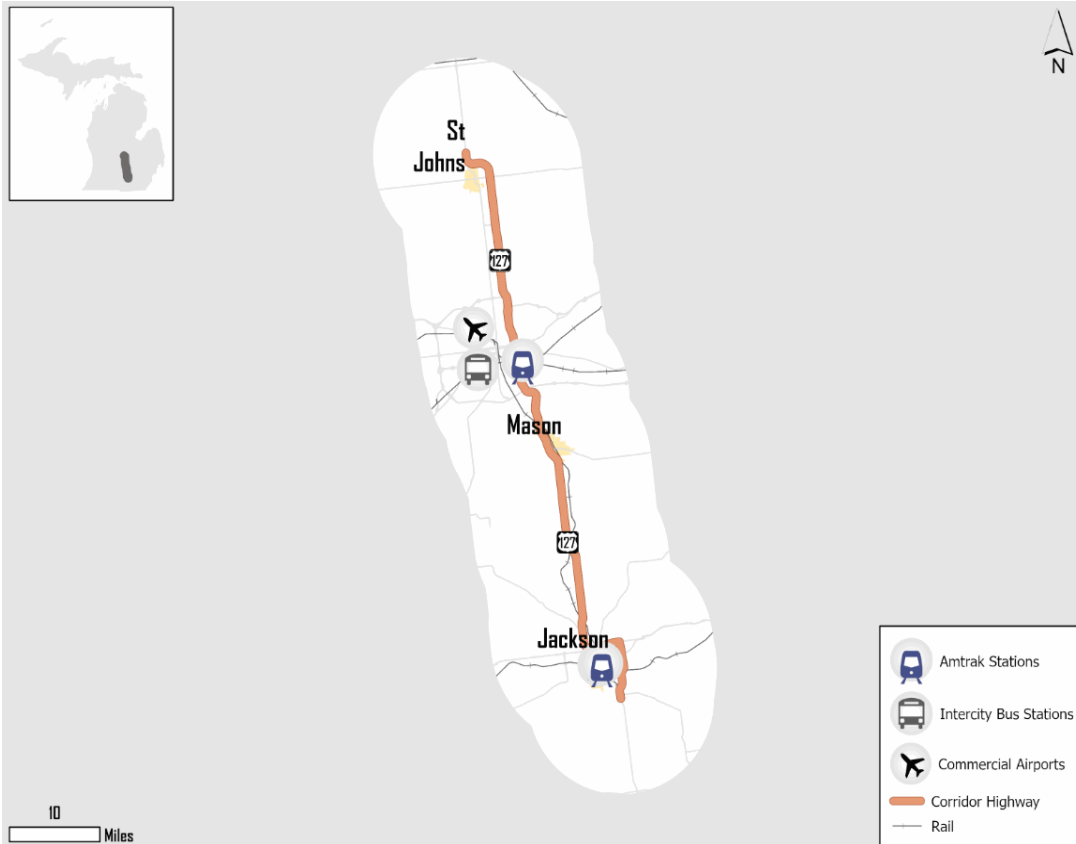 N
St
Johns
127
Mason
127
Jackson
Amtrak Stations
Intercity Bus Stations
Commercial Airports
Corridor Highway
Rail
10
Miles